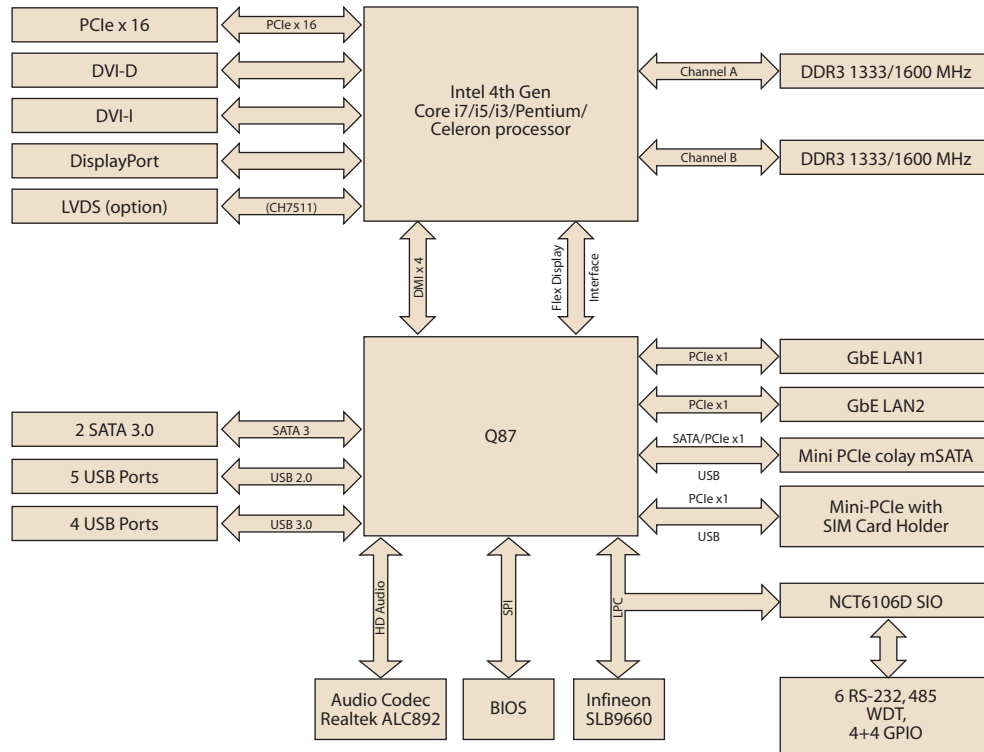 PCIe x 16
PCIe x 16
DVI-D
DVI-I
DisplayPort
LVDS (option)
(CH7511)
Intel 4th Gen
Core i7/i5/i3/Pentium/
Celeron processor
Channel A
DDR3 1333/1600 MHz
Channel B
DDR3 1333/1600 MHz
DMI x 4
Flex Display
Interface
Q87
2 SATA 3.0
SATA 3
5 USB Ports
USB 2.0
4 USB Ports
USB 3.0
PCIe x1
GbE LAN1
PCIe x1
GbE LAN2
SATA/PCIe x1
USB
Mini PCIe colay mSATA
PCIe x1
USB
Mini-PCIe with
SIM Card Holder
HD Audio
SPI
LPC
NCT6106D SIO
Audio Codec
Realtek ALC892
BIOS
Infineon
SLB9660
6 RS-232, 485
WDT,
4+4 GPIO